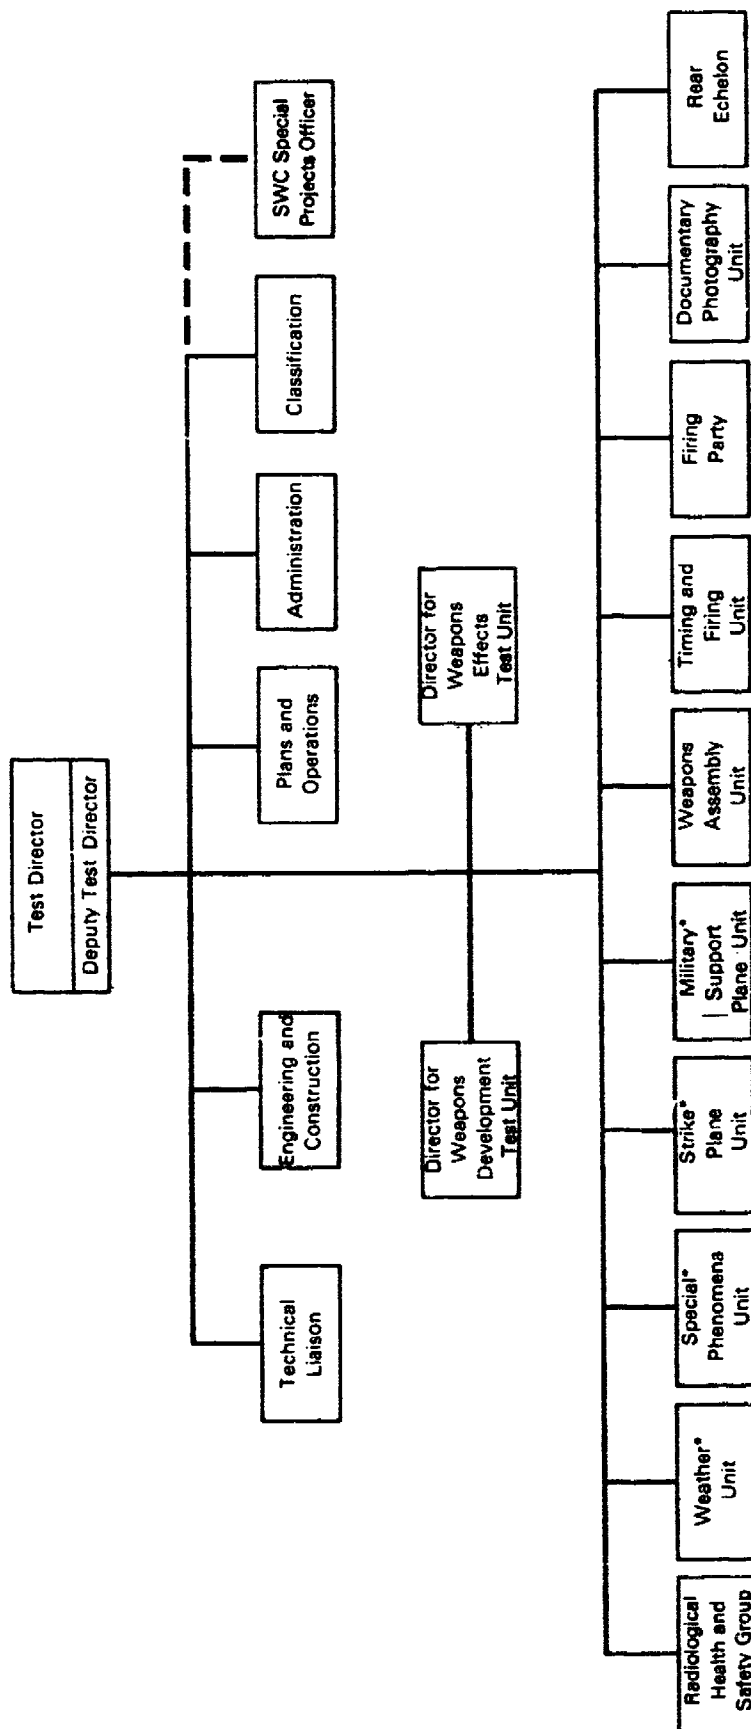 Test Director
Deputy Test Director
Technical
Liaison
Engineering and
Construction
Plans and
Operations
Administration
Classification
SWC Special
Projects Officer
Director for
Weapons
Development
Test Unit
Director for
Weapons
Effects
Test Unit
Radiological
Health and
Safety Group
Weather*
Unit
Special*
Phenomena
Unit
Strike*
Plane
Unit
Military*
Support
Plane Unit
Weapons
Assembly
Unit
Timing and
Firing
Unit
Firing
Party
Documentary
Photography
Unit
Rear
Echelon